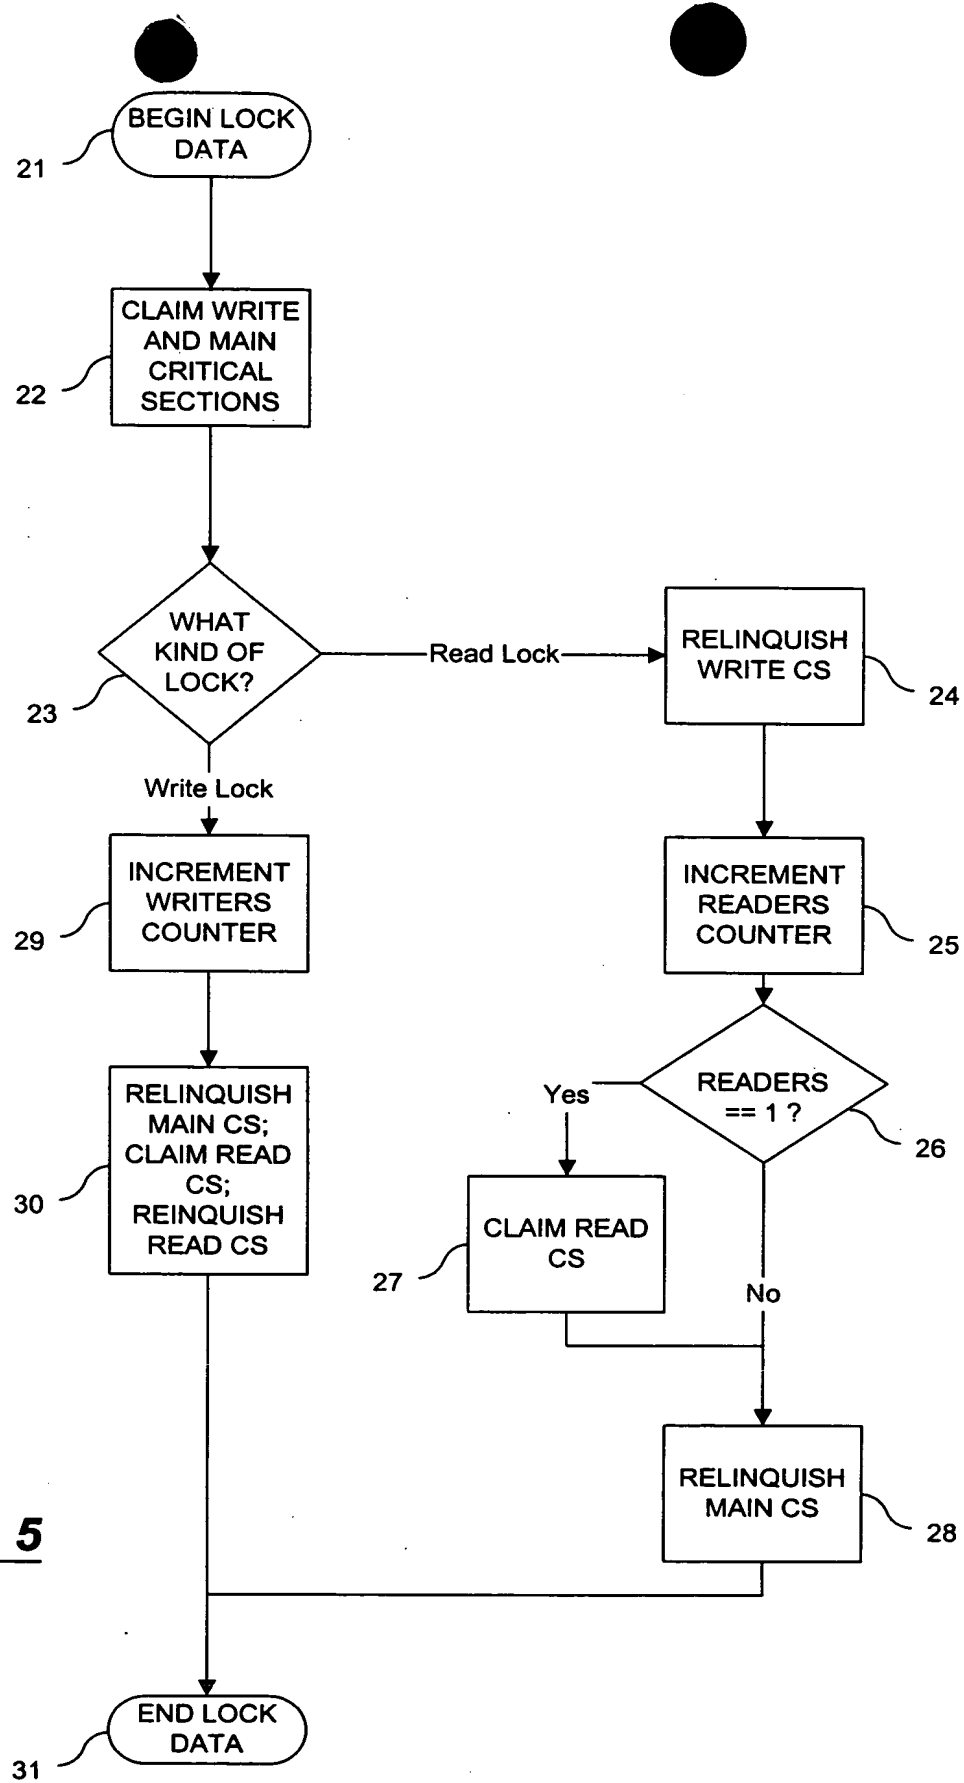 BEGIN LOCK
DATA
21
CLAIM WRITE
AND MAIN
CRITICAL
SECTIONS
22
WHAT
KIND OF
LOCK?
23
Read Lock
RELINQUISH
WRITE CS
24
Write Lock
INCREMENT
WRITERS
COUNTER
29
INCREMENT
READERS
COUNTER
25
READERS
== 1 ?
26
Yes
RELINQUISH
MAIN CS;
CLAIM READ
CS;
REINQUISH
READ CS
30
CLAIM READ
CS
27
No
RELINQUISH
MAIN CS
28
5
END LOCK
DATA
31